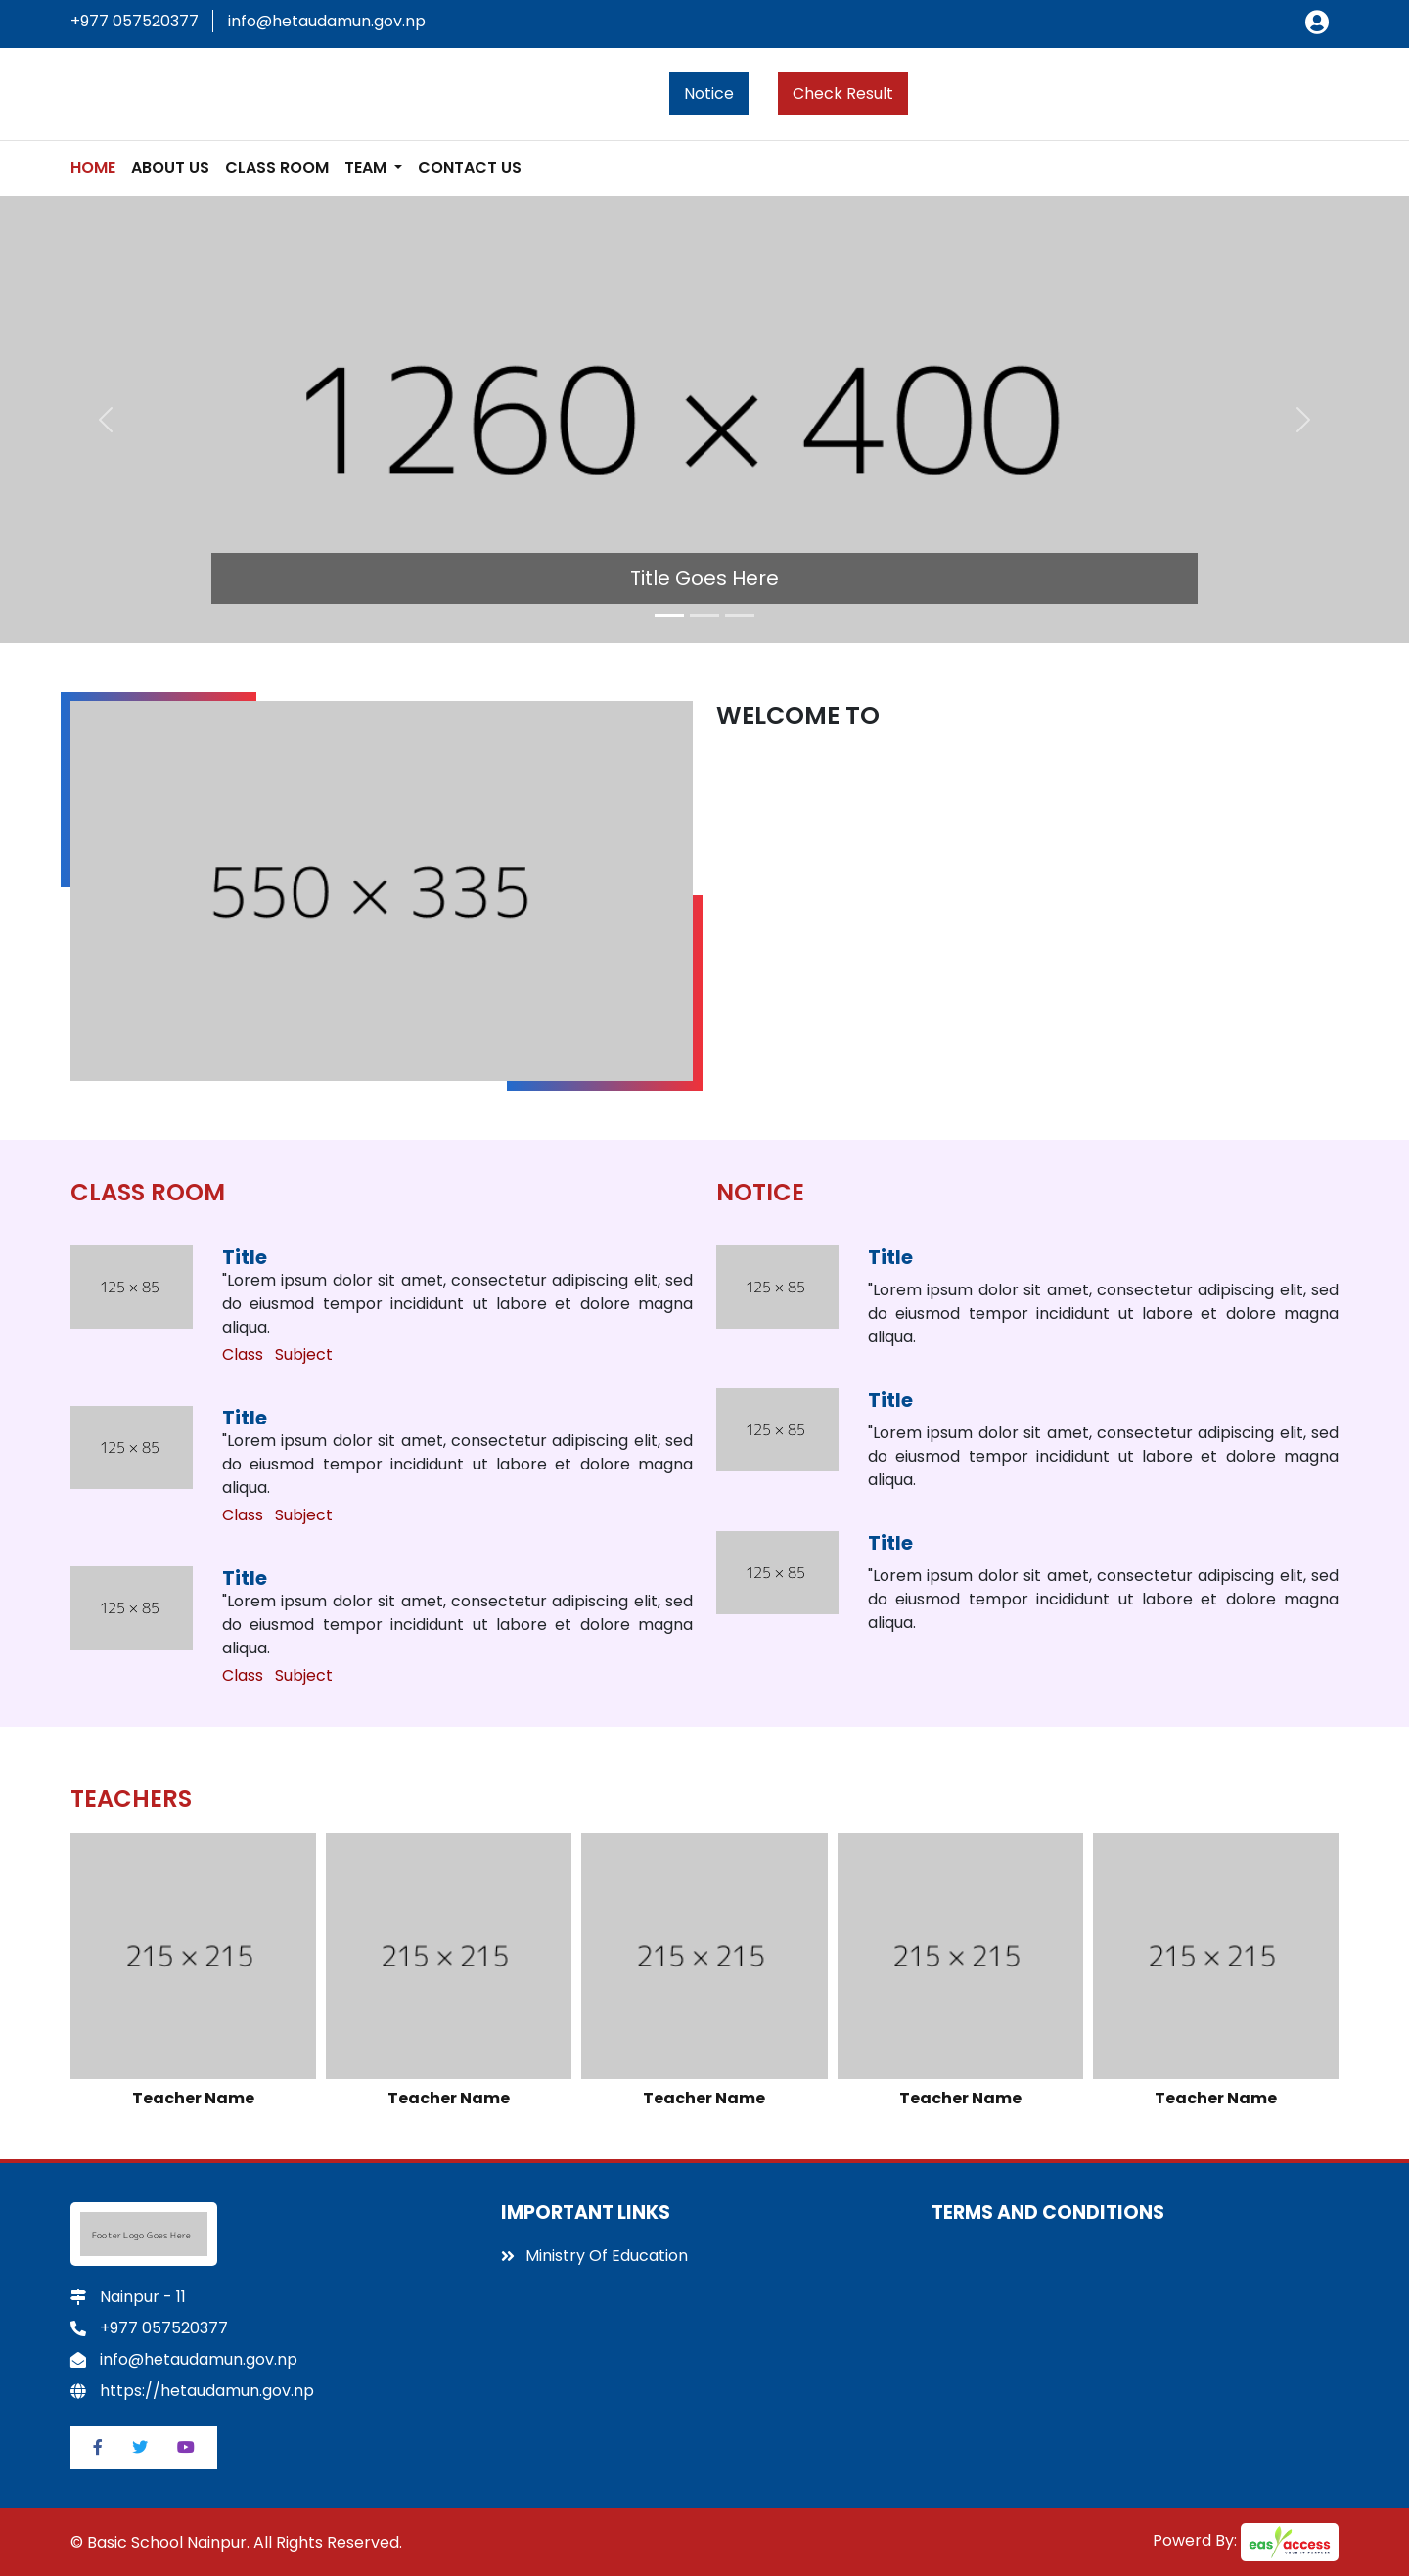 +977 057520377
info@hetaudamun.gov.np
Notice
Check Result
HOME
ABOUT US
CLASS ROOM
TEAM
CONTACT US
1260 × 400
Title Goes Here
550 × 335
WELCOME TO
CLASS ROOM
125 × 85
Title
"Lorem ipsum dolor sit amet, consectetur adipiscing elit, sed
do eiusmod tempor incididunt ut labore et dolore magna
aliqua.
Class Subject
125 × 85
Title
"Lorem ipsum dolor sit amet, consectetur adipiscing elit, sed
do eiusmod tempor incididunt ut labore et dolore magna
aliqua.
Class Subject
125 × 85
Title
"Lorem ipsum dolor sit amet, consectetur adipiscing elit, sed
do eiusmod tempor incididunt ut labore et dolore magna
aliqua.
Class Subject
NOTICE
125 × 85
Title
"Lorem ipsum dolor sit amet, consectetur adipiscing elit, sed
do eiusmod tempor incididunt ut labore et dolore magna
aliqua.
125 × 85
Title
"Lorem ipsum dolor sit amet, consectetur adipiscing elit, sed
do eiusmod tempor incididunt ut labore et dolore magna
aliqua.
125 × 85
Title
"Lorem ipsum dolor sit amet, consectetur adipiscing elit, sed
do eiusmod tempor incididunt ut labore et dolore magna
aliqua.
TEACHERS
215 × 215
Teacher Name
215 × 215
Teacher Name
215 × 215
Teacher Name
215 × 215
Teacher Name
215 × 215
Teacher Name
Footer Logo Goes Here
Nainpur - 11
+977 057520377
info@hetaudamun.gov.np
https://hetaudamun.gov.np
IMPORTANT LINKS
Ministry Of Education
TERMS AND CONDITIONS
© Basic School Nainpur. All Rights Reserved.
Powerd By:
easy access
YOUR IT PARTNER